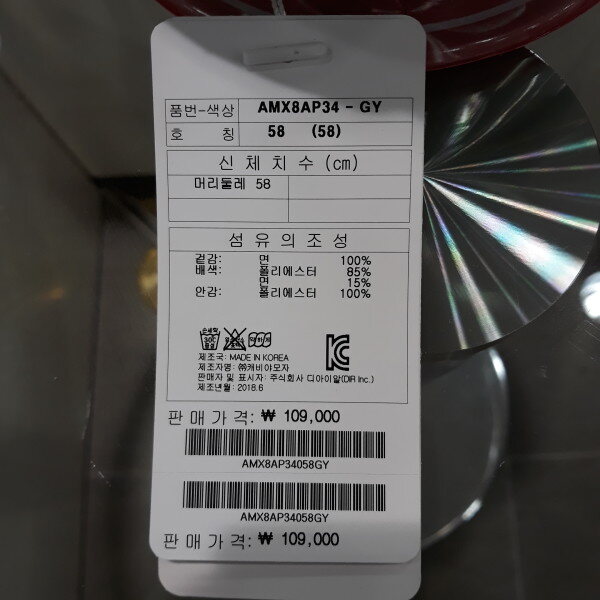 품번-색상 AMX8AP34 - GY
호 칭 58 (58)
신 체 치 수 (cm)
머리둘레 58
섬 유 의 조 성
겉감: 면 100%
배색: 폴리에스터 85%
면 15%
안감: 폴리에스터 100%
제조국: MADE IN KOREA
제조자명: ㈜캐비아모자
판매자 및 표시자: 주식회사 디아이알(DIR Inc.)
제조년월: 2018.6
판 매 가 격: ₩ 109,000
AMX8AP34058GY
AMX8AP34058GY
판 매 가 격: ₩ 109,000